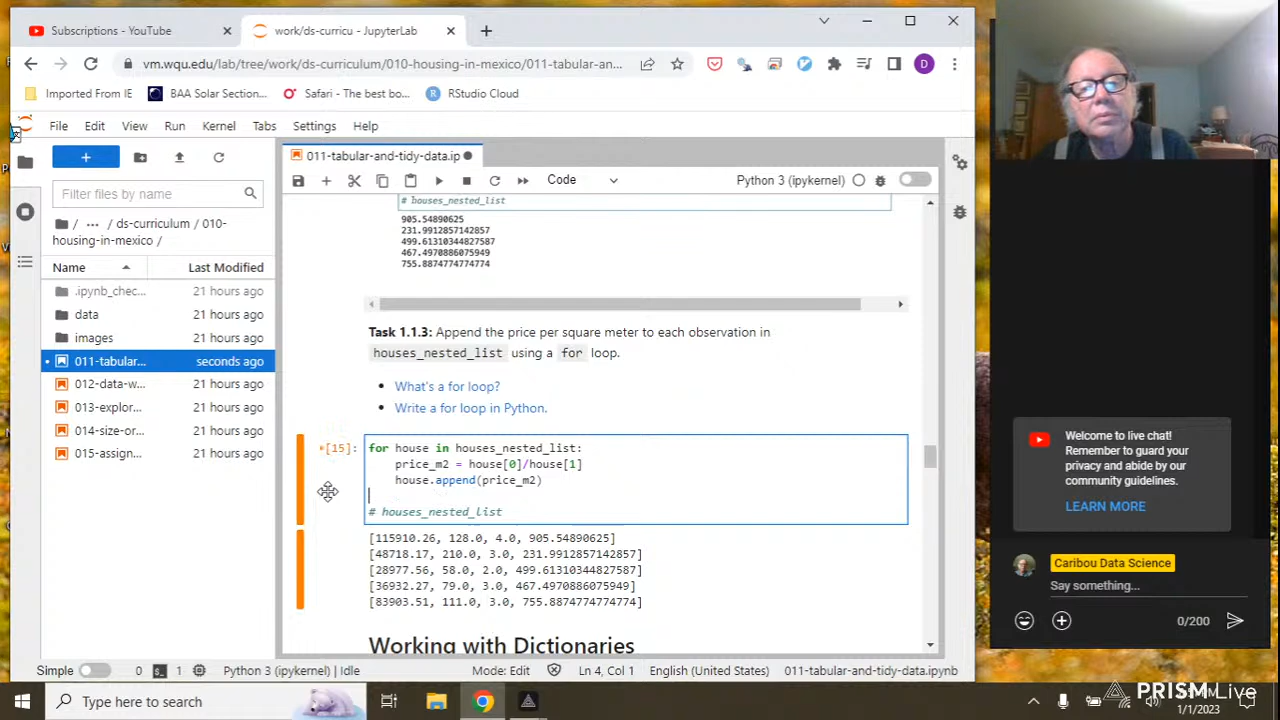 Subscriptions - YouTube
work/ds-curricu - JupyterLab
vm.wqu.edu/lab/tree/work/ds-curriculum/010-housing-in-mexico/011-tabular-an...
D
Imported From IE
BAA Solar Section...
Safari - The best bo...
RStudio Cloud
File Edit View Run Kernel Tabs Settings Help
011-tabular-and-tidy-data.ip
Filter files by name
Code
Python 3 (ipykernel)
/ ... / ds-curriculum / 010-
housing-in-mexico /
Name Last Modified
.ipynb_chec... 21 hours ago
data 21 hours ago
images 21 hours ago
011-tabular... seconds ago
012-data-w... 21 hours ago
013-explor... 21 hours ago
014-size-or... 21 hours ago
015-assign... 21 hours ago
# houses_nested_list
905.54890625
231.9912857142857
499.61310344827587
467.4970886075949
755.8874774774774
Task 1.1.3: Append the price per square meter to each observation in
houses_nested_list using a for loop.
What's a for loop?
Write a for loop in Python.
[15]:
for house in houses_nested_list:
price_m2 = house[0]/house[1]
house.append(price_m2)
# houses_nested_list
[115910.26, 128.0, 4.0, 905.54890625]
[48718.17, 210.0, 3.0, 231.9912857142857]
[28977.56, 58.0, 2.0, 499.61310344827587]
[36932.27, 79.0, 3.0, 467.4970886075949]
[83903.51, 111.0, 3.0, 755.8874774774774]
Working with Dictionaries
Simple 0 1 Python 3 (ipykernel) | Idle Mode: Edit Ln 4, Col 1 English (United States) 011-tabular-and-tidy-data.ipynb
Welcome to live chat!
Remember to guard your
privacy and abide by our
community guidelines.
LEARN MORE
Caribou Data Science
Say something...
0/200
Type here to search
PRISM Live
1/1/2023